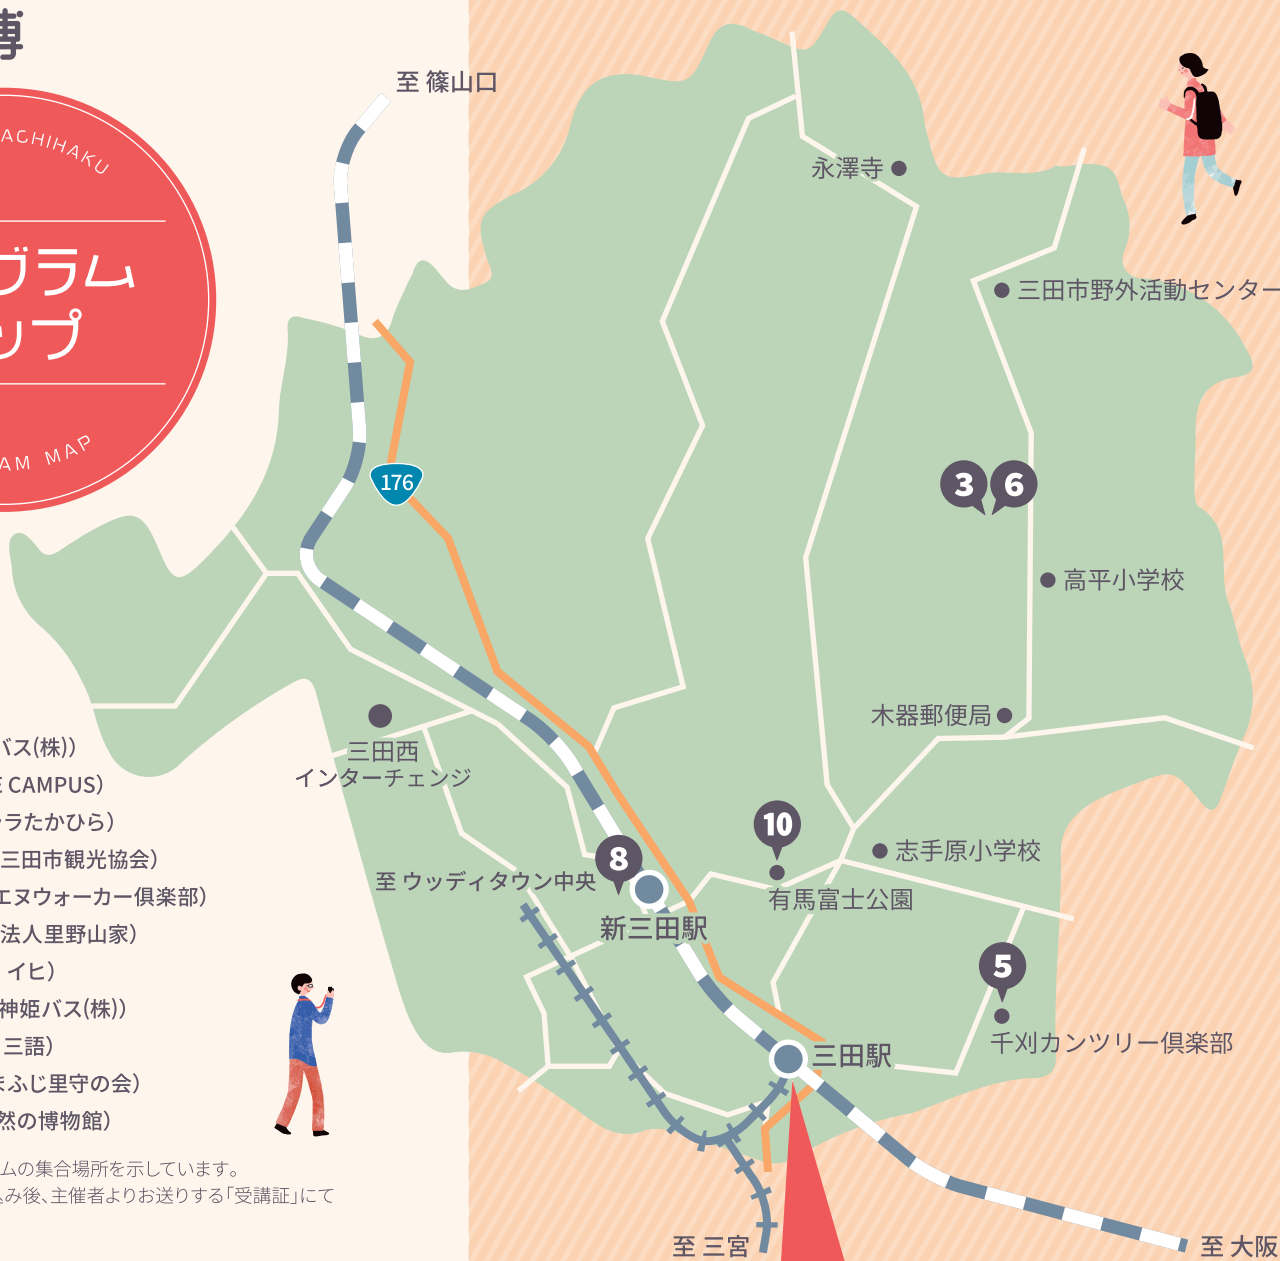 博
至 篠山口
ACHIHAKU
グラム
ップ
AM MAP
永澤寺
三田市野外活動センター
176
3
6
高平小学校
木器郵便局
三田西
インターチェンジ
10
志手原小学校
8
至 ウッディタウン中央
有馬富士公園
新三田駅
5
千刈カンツリー倶楽部
三田駅
至 三宮
至 大阪
バス(株)）
E CAMPUS）
ラたかひら）
三田市観光協会）
エヌウォーカー倶楽部）
法人里野山家）
イヒ）
神姫バス(株)）
三語）
まふじ里守の会）
然の博物館）
ムの集合場所を示しています。
込み後、主催者よりお送りする「受講証」にて